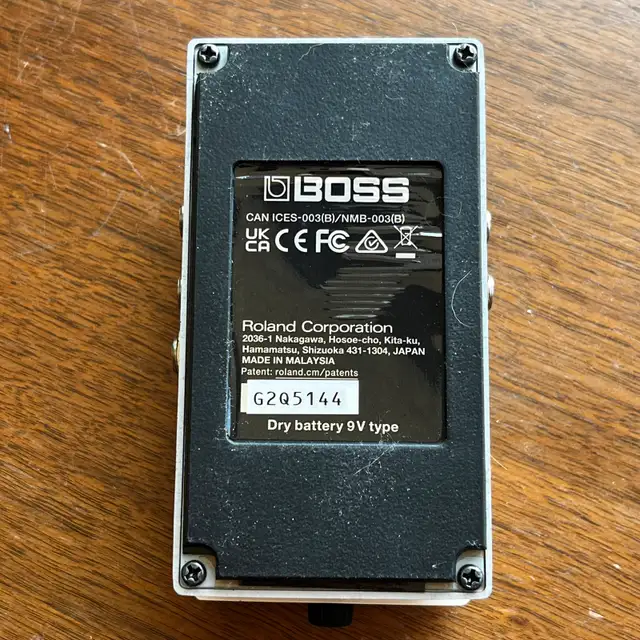 BOSS
CAN ICES-003(B)/NMB-003(B)
UK CA CE FC
Roland Corporation
2036-1 Nakagawa, Hosoe-cho, Kita-ku,
Hamamatsu, Shizuoka 431-1304, JAPAN
MADE IN MALAYSIA
Patent: roland.cm/patents
G2Q5144
Dry battery 9V type